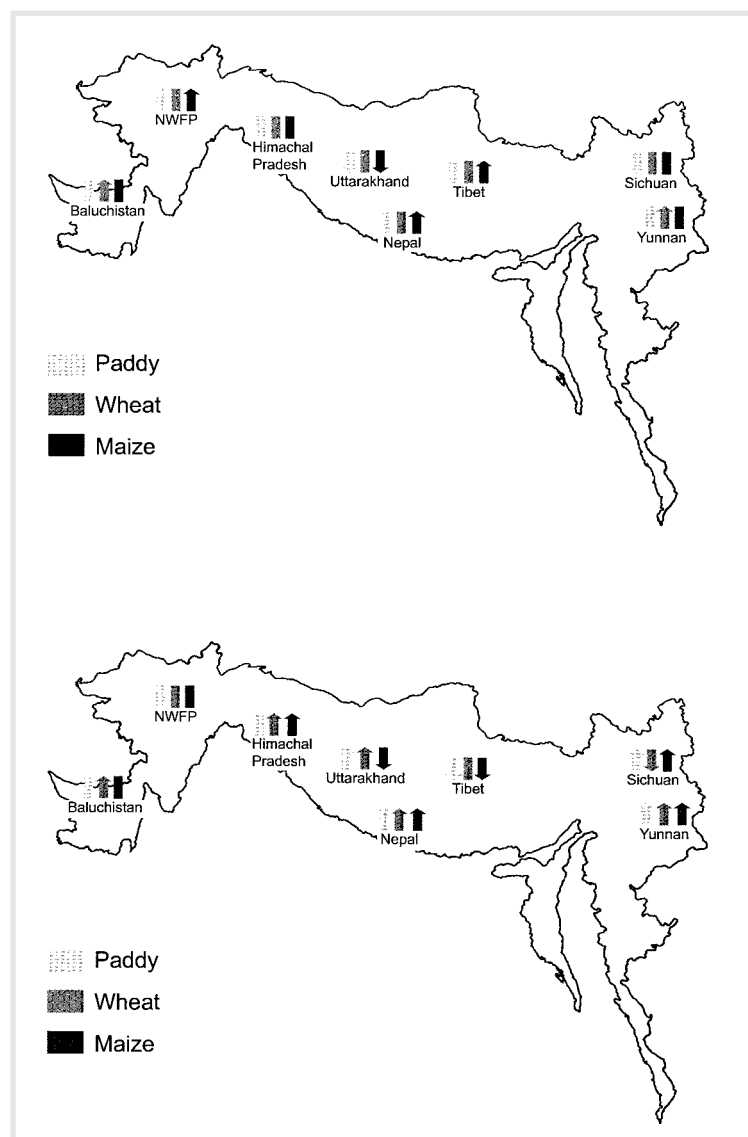 NWFP
Himachal
Pradesh
Uttarakhand
Tibet
Sichuan
Baluchistan
Nepal
Yunnan
Paddy
Wheat
Maize
NWFP
Himachal
Pradesh
Uttarakhand
Tibet
Sichuan
Baluchistan
Nepal
Yunnan
Paddy
Wheat
Maize